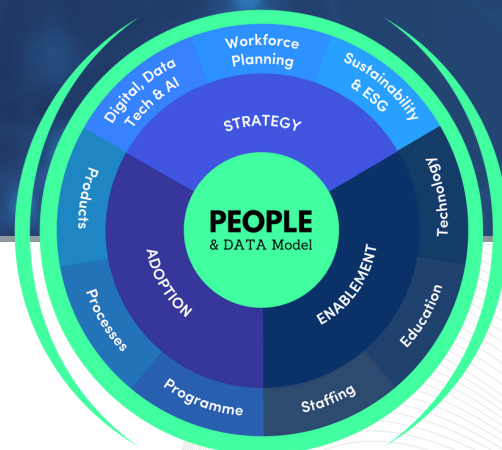 PEOPLE
& DATA Model
STRATEGY
ENABLEMENT
ADOPTION
Digital, Data
Tech & AI
Workforce
Planning
Sustainability
& ESG
Technology
Education
Staffing
Programme
Processes
Products